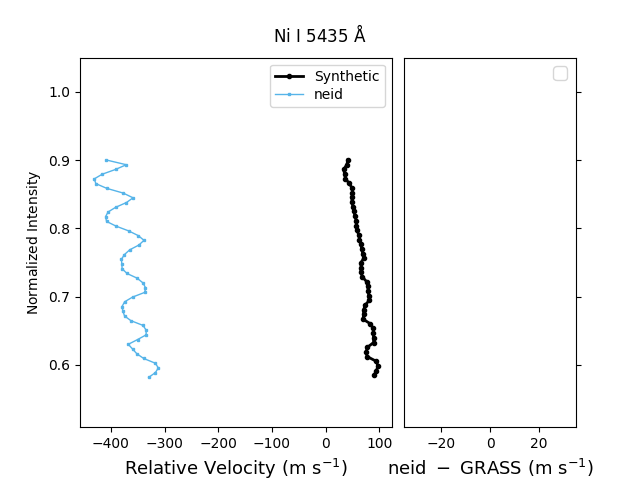 Ni I 5435 Å
Synthetic
neid
Normalized Intensity
1.0
0.9
0.8
0.7
0.6
−400 −300 −200 −100 0 100
−20 0 20
Relative Velocity (m s⁻¹)
neid − GRASS (m s⁻¹)